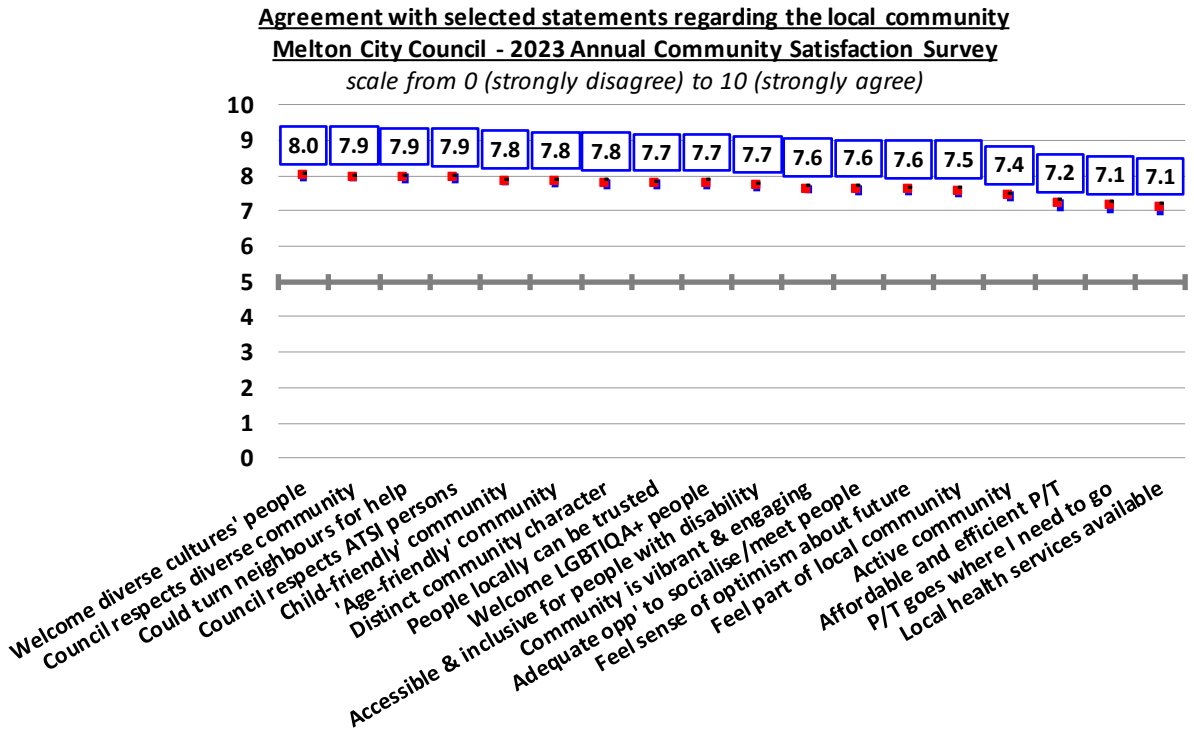 Agreement with selected statements regarding the local community
Melton City Council - 2023 Annual Community Satisfaction Survey
scale from 0 (strongly disagree) to 10 (strongly agree)
10
9
8
7
6
5
4
3
2
1
0
8.0 7.9 7.9 7.9 7.8 7.8 7.8 7.7 7.7 7.7 7.6 7.6 7.6 7.5 7.4 7.2 7.1 7.1
Welcome diverse cultures' people
Council respects diverse community
Could turn neighbours for help
Council respects ATSI persons
Child-friendly' community
'Age-friendly' community
Distinct community character
People locally can be trusted
Welcome LGBTIQA+ people
Accessible & inclusive for people with disability
Community is vibrant & engaging
Adequate opp' to socialise/meet people
Feel sense of optimism about future
Feel part of local community
Active community
Affordable and efficient P/T
P/T goes where I need to go
Local health services available